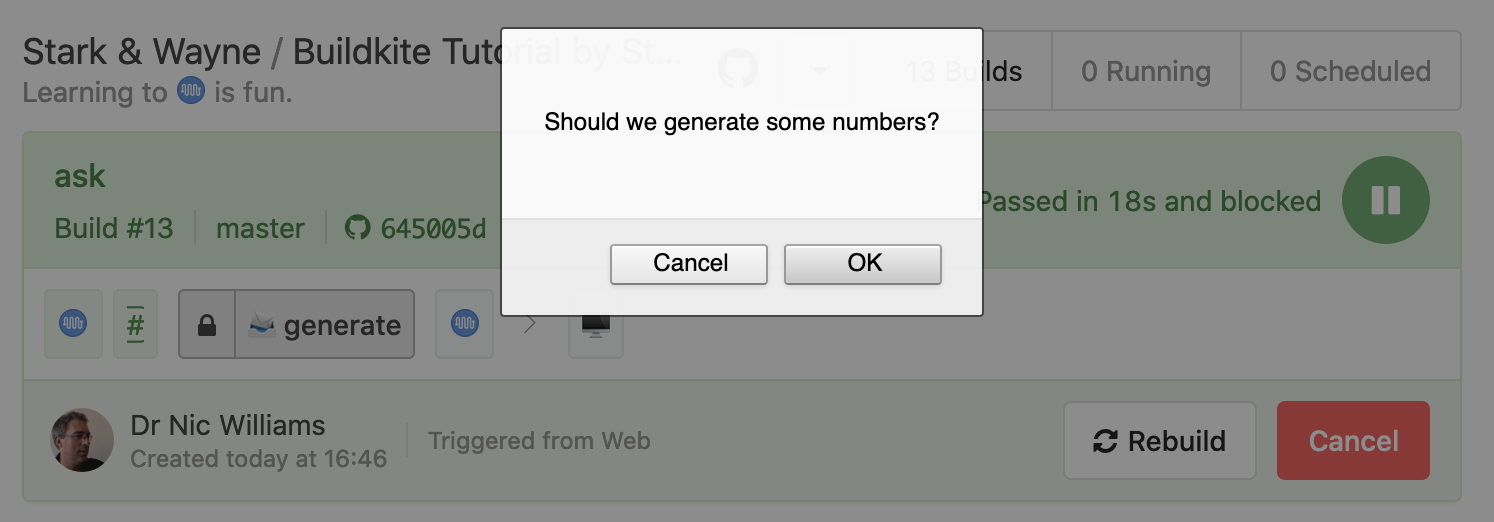 Stark & Wayne / Buildkite Tutorial by St...
13 Builds
0 Running
0 Scheduled
Learning to is fun.
Should we generate some numbers?
Cancel
OK
ask
Build #13
master
645005d
Passed in 18s and blocked
#
generate
Dr Nic Williams
Created today at 16:46
Triggered from Web
Rebuild
Cancel